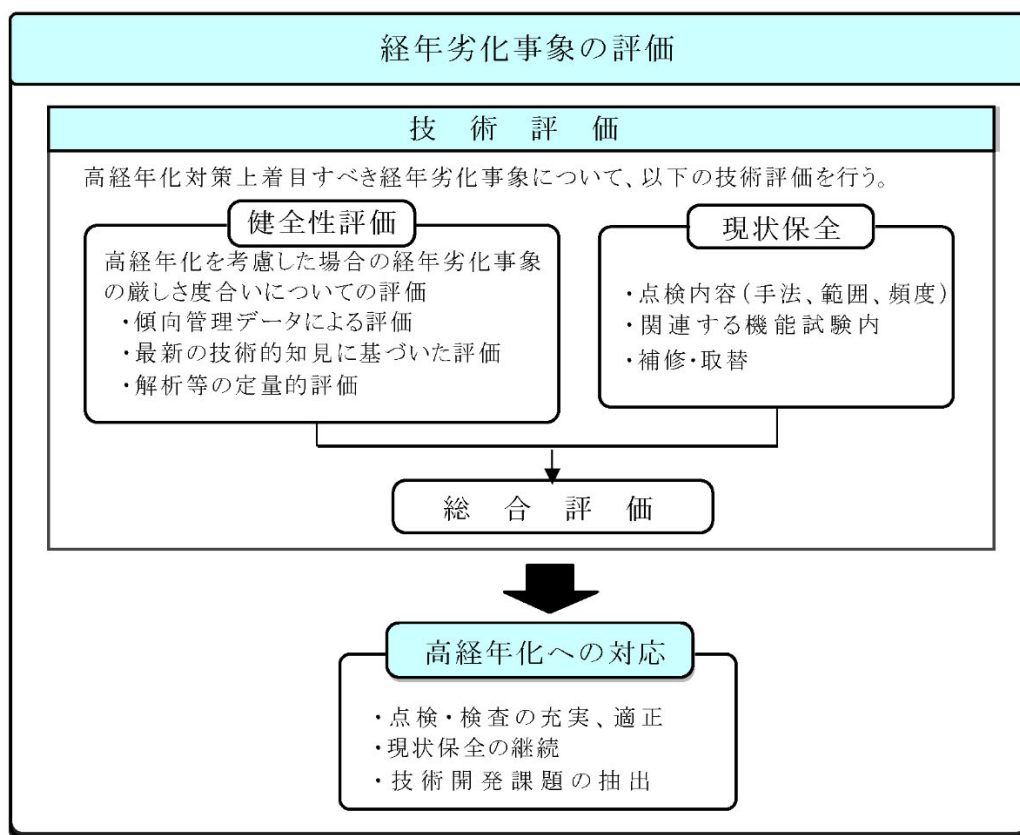 経年劣化事象の評価
技術評価
高経年化対策上着目すべき経年劣化事象について、以下の技術評価を行う。
健全性評価
高経年化を考慮した場合の経年劣化事象
の厳しさ度合いについての評価
・傾向管理データによる評価
・最新の技術的知見に基づいた評価
・解析等の定量的評価
現状保全
・点検内容(手法、範囲、頻度)
・関連する機能試験内
・補修・取替
総合評価
高経年化への対応
・点検・検査の充実、適正
・現状保全の継続
・技術開発課題の抽出